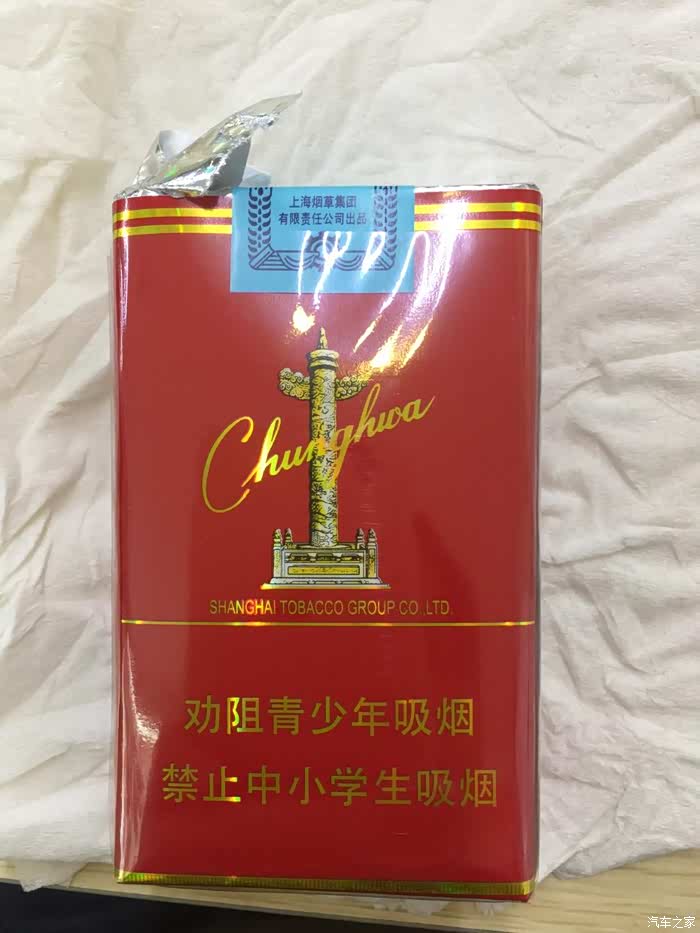 上海烟草集团
有限责任公司出品
Chunghwa
SHANGHAI TOBACCO GROUP CO.,LTD.
劝阻青少年吸烟
禁止中小学生吸烟
汽车之家